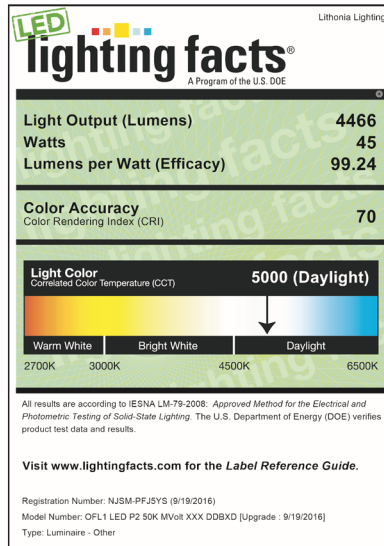 Lithonia Lighting
LED
lighting facts®
A Program of the U.S. DOE
Light Output (Lumens) 4466
Watts 45
Lumens per Watt (Efficacy) 99.24
Color Accuracy
Color Rendering Index (CRI) 70
Light Color
Correlated Color Temperature (CCT) 5000 (Daylight)
Warm White Bright White Daylight
2700K 3000K 4500K 6500K
All results are according to IESNA LM-79-2008: Approved Method for the Electrical and
Photometric Testing of Solid-State Lighting. The U.S. Department of Energy (DOE) verifies
product test data and results.
Visit www.lightingfacts.com for the Label Reference Guide.
Registration Number: NJSM-PFJ5YS (9/19/2016)
Model Number: OFL1 LED P2 50K MVolt XXX DDBXD [Upgrade : 9/19/2016]
Type: Luminaire - Other